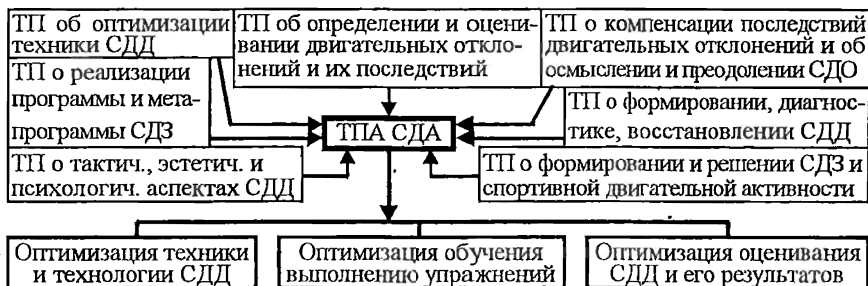 ТП об оптимизации
техники СДД
ТП об определении и оцени-
вании двигательных откло-
нений и их последствий
ТП о компенсации последствий
двигательных отклонений и об
осмыслении и преодолении СДО
ТП о реализации
программы и мета-
программы СДЗ
ТПА СДА
ТП о формировании, диагнос-
тике, восстановлении СДД
ТП о тактич., эстетич. и
психологич. аспектах СДД
ТП о формировании и решении СДЗ и
спортивной двигательной активности
Оптимизация техники
и технологии СДД
Оптимизация обучения
выполнению упражнений
Оптимизация оценивания
СДД и его результатов